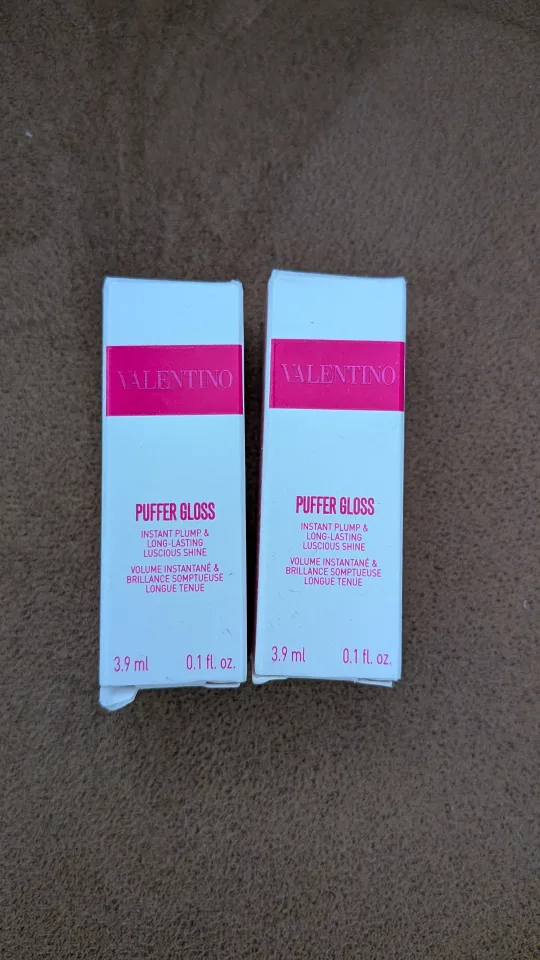 VALENTINO
PUFFER GLOSS
INSTANT PLUMP &
LONG-LASTING
LUSCIOUS SHINE
VOLUME INSTANTANÉ &
BRILLANCE SOMPTUEUSE
LONGUE TENUE
3.9 ml 0.1 fl. oz.
VALENTINO
PUFFER GLOSS
INSTANT PLUMP &
LONG-LASTING
LUSCIOUS SHINE
VOLUME INSTANTANÉ &
BRILLANCE SOMPTUEUSE
LONGUE TENUE
3.9 ml 0.1 fl. oz.